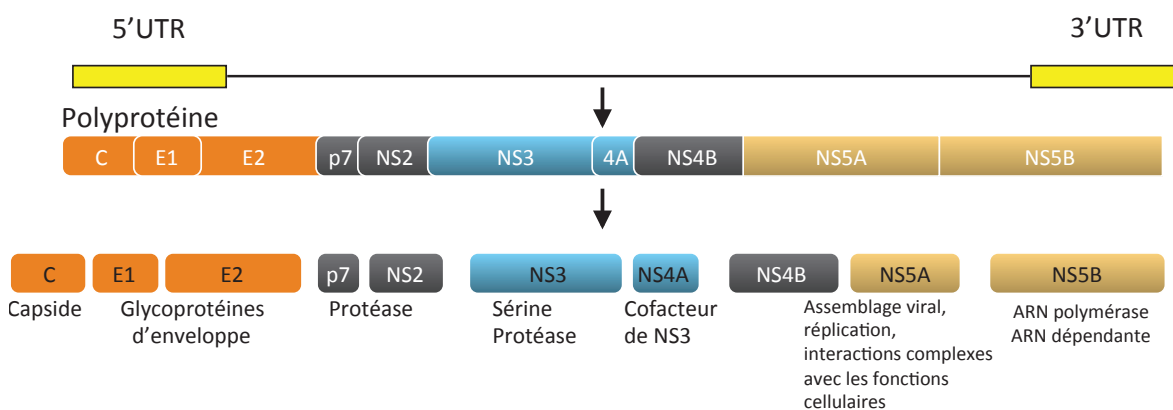 5’UTR 3’UTR
Polyprotéine
C E1 E2 p7 NS2 NS3 4A NS4B NS5A NS5B
C E1 E2 p7 NS2 NS3 NS4A NS4B NS5A NS5B
Capside
Glycoprotéines
d’enveloppe
Protéase
Sérine
Protéase
Cofacteur
de NS3
Assemblage viral,
réplication,
interactions complexes
avec les fonctions
cellulaires
ARN polymérase
ARN dépendante